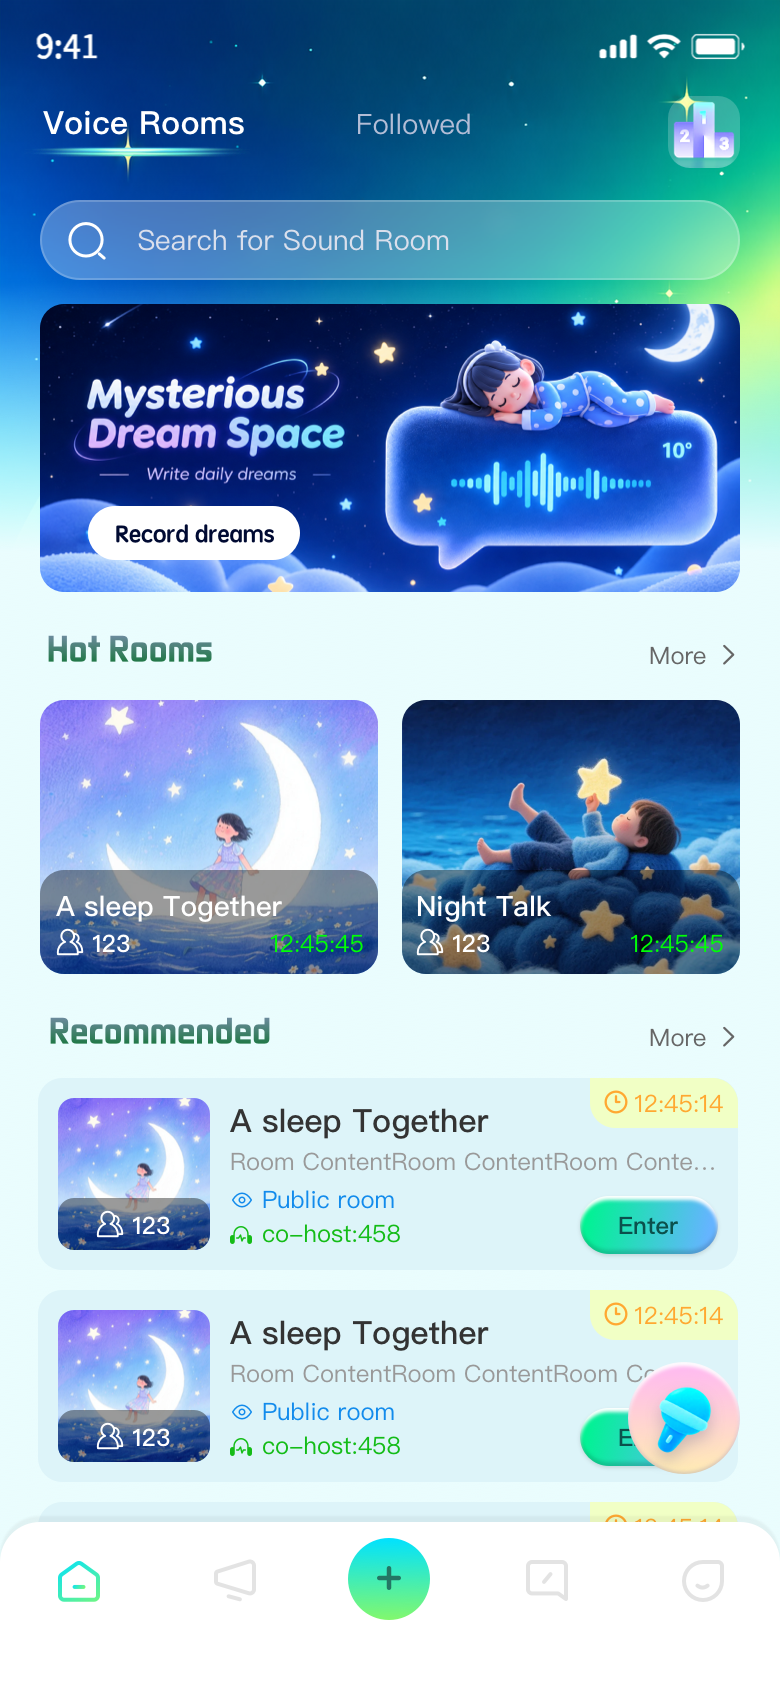 9:41
Voice Rooms
Followed
2
3
Search for Sound Room
Mysterious
Dream Space
Write daily dreams
10°
Record dreams
Hot Rooms
More
A sleep Together
123
12:45:45
Night Talk
123
12:45:45
Recommended
More
12:45:14
A sleep Together
Room ContentRoom ContentRoom Conte...
Public room
co-host:458
Enter
123
12:45:14
A sleep Together
Room ContentRoom ContentRoom
Public room
co-host:458
123
12:45:14